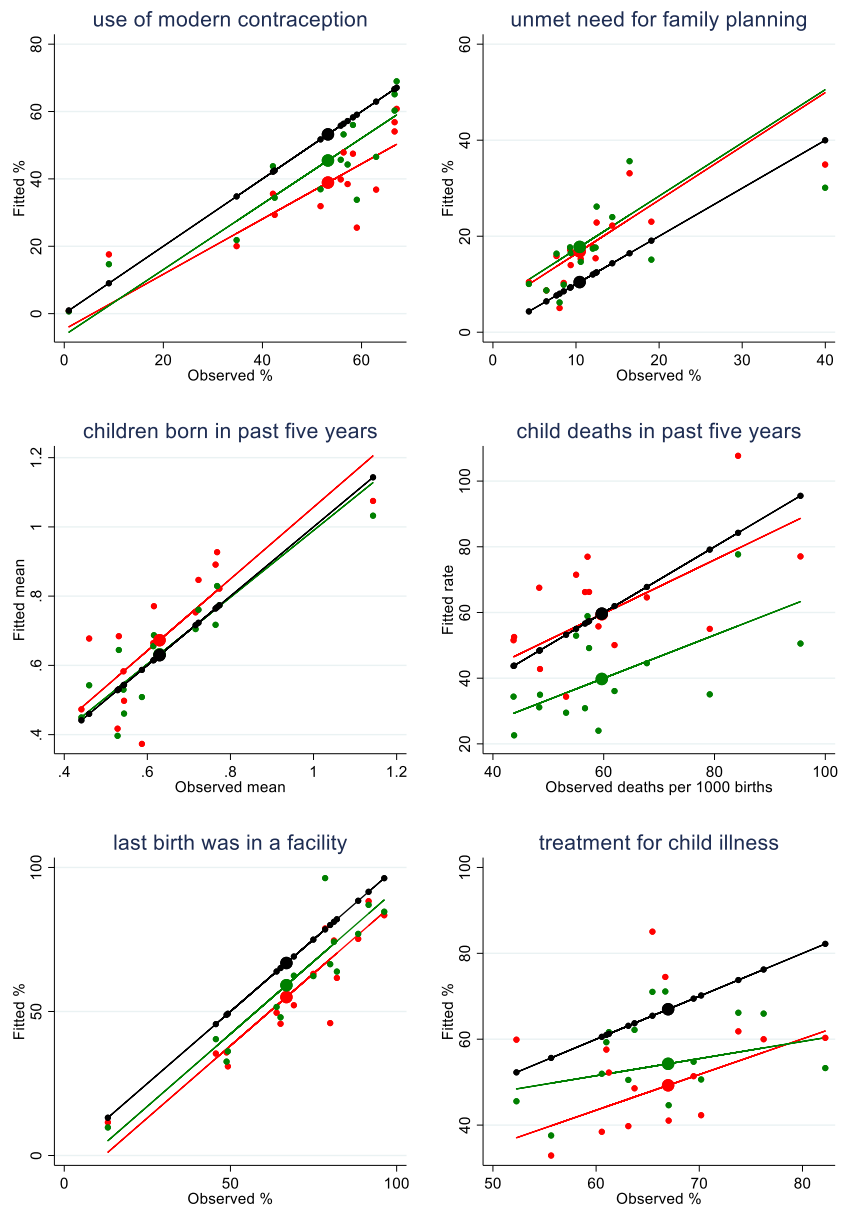 use of modern contraception
80
60
40
20
0
Fitted %
0 20 40 60
Observed %
unmet need for family planning
60
40
20
0
Fitted %
0 10 20 30 40
Observed %
children born in past five years
1.2
1
.8
.6
.4
Fitted mean
.4 .6 .8 1 1.2
Observed mean
child deaths in past five years
100
80
60
40
20
Fitted rate
40 60 80 100
Observed deaths per 1000 births
last birth was in a facility
100
50
0
Fitted %
0 50 100
Observed %
treatment for child illness
100
80
60
40
Fitted %
50 60 70 80
Observed %